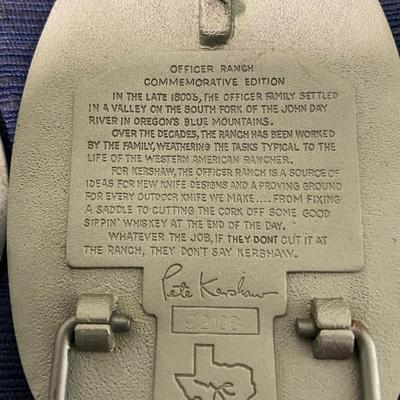 OFFICER RANCH
COMMEMORATIVE EDITION
IN THE LATE 1800'S, THE OFFICER FAMILY SETTLED
IN A VALLEY ON THE SOUTH FORK OF THE JOHN DAY
RIVER IN OREGON'S BLUE MOUNTAINS.
OVER THE DECADES, THE RANCH HAS BEEN WORKED
BY THE FAMILY, WEATHERING THE TASKS TYPICAL TO THE
LIFE OF THE WESTERN AMERICAN RANCHER.
FOR KERSHAW, THE OFFICER RANCH IS A SOURCE OF
IDEAS FOR NEW KNIFE DESIGNS AND A PROVING GROUND
FOR EVERY OUTDOOR KNIFE WE MAKE....FROM FIXING
A SADDLE TO CUTTING THE CORK OFF SOME GOOD
SIPPIN' WHISKEY AT THE END OF THE DAY.
WHATEVER THE JOB, IF THEY DONT CUT IT AT
THE RANCH, THEY DON'T SAY KERSHAW.
Pete Kershaw